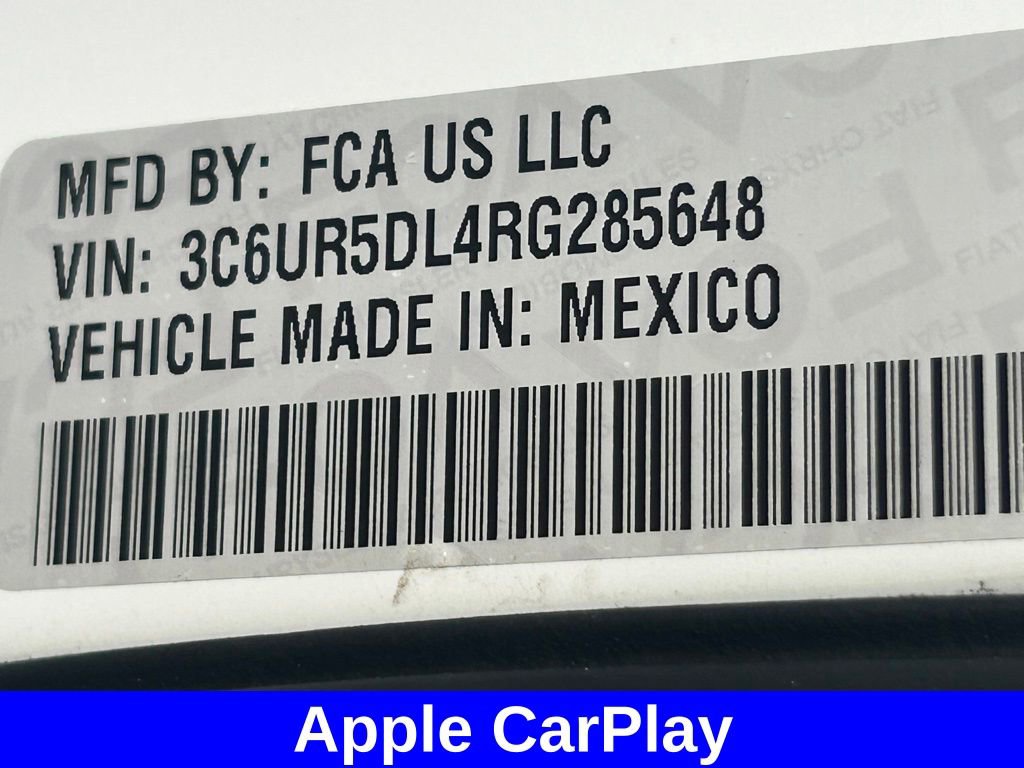 MFD BY: FCA US LLC
VIN: 3C6UR5DL4RG285648
VEHICLE MADE IN: MEXICO
Apple CarPlay